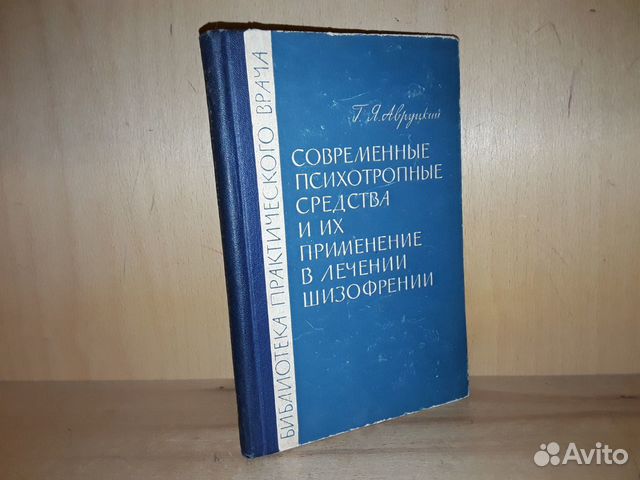 БИБЛИОТЕКА ПРАКТИЧЕСКОГО ВРАЧА
Г. Я. Авруцкий
СОВРЕМЕННЫЕ
ПСИХОТРОПНЫЕ
СРЕДСТВА
И ИХ
ПРИМЕНЕНИЕ
В ЛЕЧЕНИИ
ШИЗОФРЕНИИ
Avito